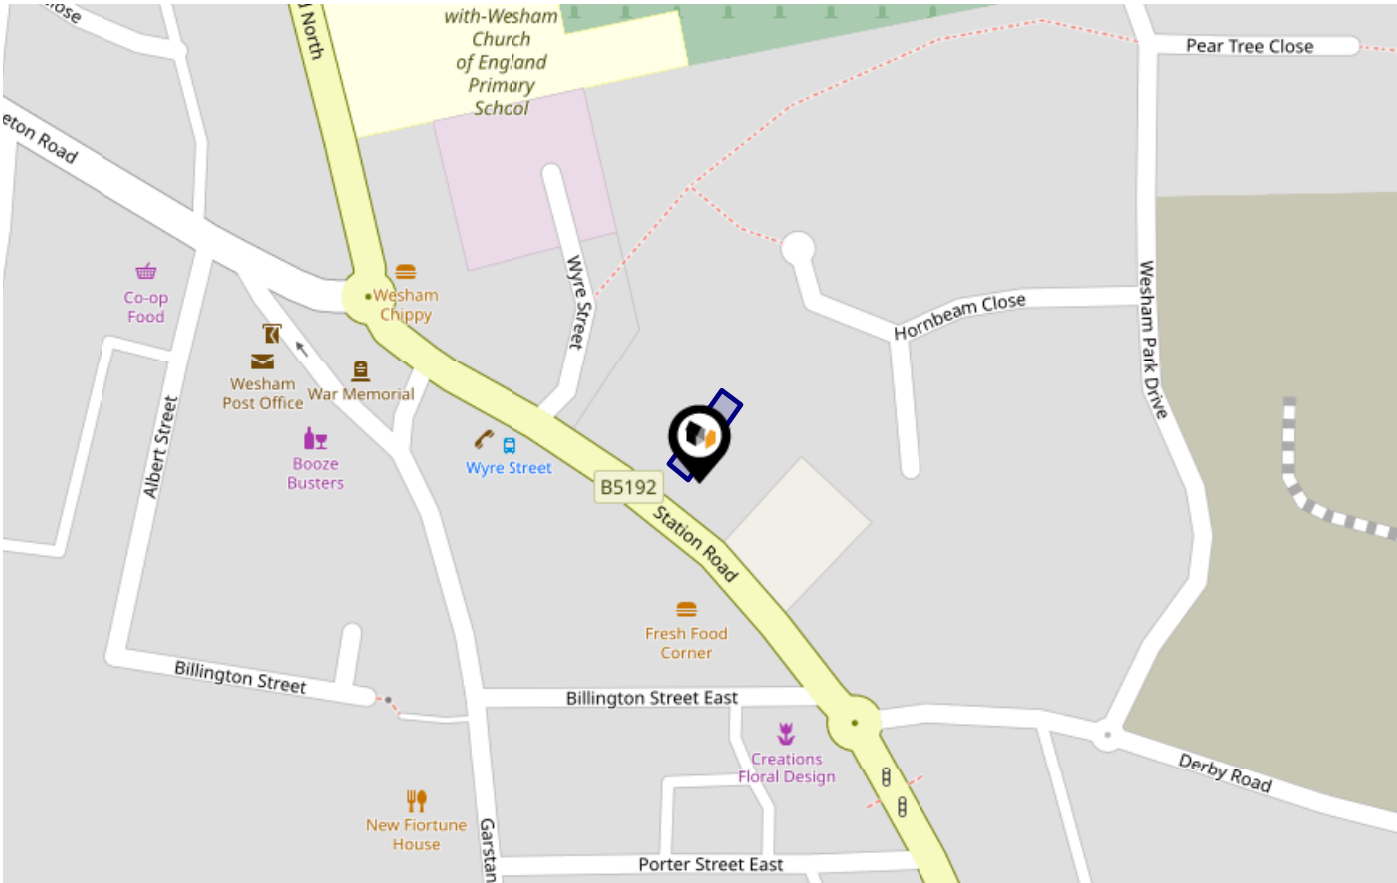 ose
y North
with-Wesham
Church
of England
Primary
School
Pear Tree Close
eton Road
Co-op
Food
Wesham
Chippy
Wyre Street
Hornbeam Close
Wesham Park Drive
Wesham
Post Office
War Memorial
Albert Street
Booze
Busters
Wyre Street
B5192
Station Road
Fresh Food
Corner
Billington Street
Billington Street East
Creations
Floral Design
Derby Road
New Fiortune
House
Garstan
Porter Street East